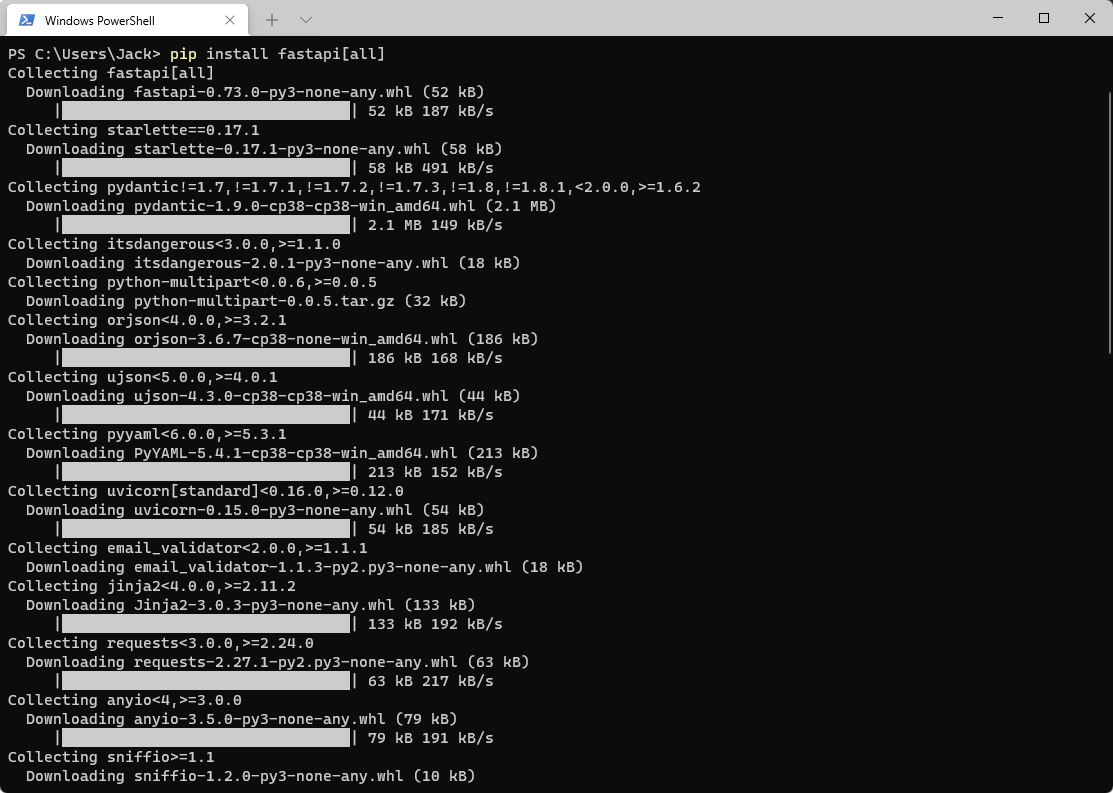 Windows PowerShell
PS C:\Users\Jack> pip install fastapi[all]
Collecting fastapi[all]
  Downloading fastapi-0.73.0-py3-none-any.whl (52 kB)
     |████████████████████████████████| 52 kB 187 kB/s
Collecting starlette==0.17.1
  Downloading starlette-0.17.1-py3-none-any.whl (58 kB)
     |████████████████████████████████| 58 kB 491 kB/s
Collecting pydantic!=1.7,!=1.7.1,!=1.7.2,!=1.7.3,!=1.8,!=1.8.1,<2.0.0,>=1.6.2
  Downloading pydantic-1.9.0-cp38-cp38-win_amd64.whl (2.1 MB)
     |████████████████████████████████| 2.1 MB 149 kB/s
Collecting itsdangerous<3.0.0,>=1.1.0
  Downloading itsdangerous-2.0.1-py3-none-any.whl (18 kB)
Collecting python-multipart<0.0.6,>=0.0.5
  Downloading python-multipart-0.0.5.tar.gz (32 kB)
Collecting orjson<4.0.0,>=3.2.1
  Downloading orjson-3.6.7-cp38-none-win_amd64.whl (186 kB)
     |████████████████████████████████| 186 kB 168 kB/s
Collecting ujson<5.0.0,>=4.0.1
  Downloading ujson-4.3.0-cp38-cp38-win_amd64.whl (44 kB)
     |████████████████████████████████| 44 kB 171 kB/s
Collecting pyyaml<6.0.0,>=5.3.1
  Downloading PyYAML-5.4.1-cp38-cp38-win_amd64.whl (213 kB)
     |████████████████████████████████| 213 kB 152 kB/s
Collecting uvicorn[standard]<0.16.0,>=0.12.0
  Downloading uvicorn-0.15.0-py3-none-any.whl (54 kB)
     |████████████████████████████████| 54 kB 185 kB/s
Collecting email_validator<2.0.0,>=1.1.1
  Downloading email_validator-1.1.3-py2.py3-none-any.whl (18 kB)
Collecting jinja2<4.0.0,>=2.11.2
  Downloading Jinja2-3.0.3-py3-none-any.whl (133 kB)
     |████████████████████████████████| 133 kB 192 kB/s
Collecting requests<3.0.0,>=2.24.0
  Downloading requests-2.27.1-py2.py3-none-any.whl (63 kB)
     |████████████████████████████████| 63 kB 217 kB/s
Collecting anyio<4,>=3.0.0
  Downloading anyio-3.5.0-py3-none-any.whl (79 kB)
     |████████████████████████████████| 79 kB 191 kB/s
Collecting sniffio>=1.1
  Downloading sniffio-1.2.0-py3-none-any.whl (10 kB)